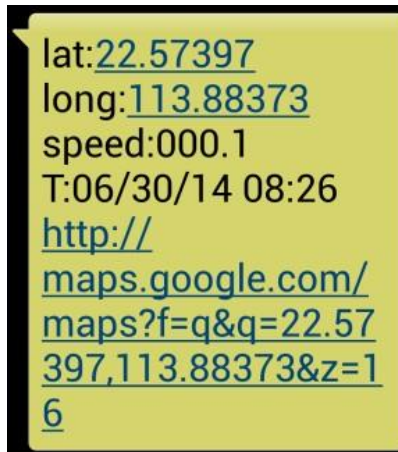 lat:22.57397
long:113.88373
speed:000.1
T:06/30/14 08:26
http://
maps.google.com/
maps?f=q&q=22.57
397,113.88373&z=1
6